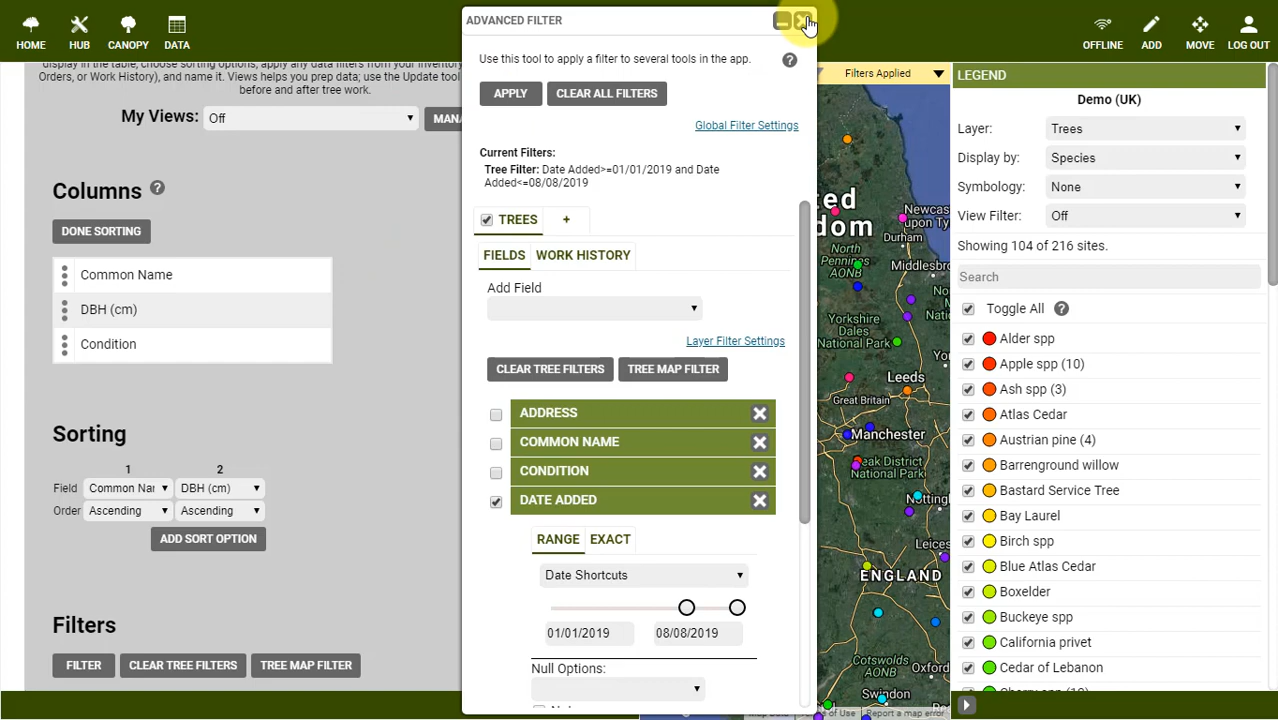 HOME
HUB
CANOPY
DATA
OFFLINE
ADD
MOVE
LOG OUT
display in the table, choose sorting options, apply any data filters from your inventory
Orders, or Work History), and name it. Views helps you prep data; use the Update tool
before and after tree work.
My Views:
Off
Columns
DONE SORTING
Common Name
DBH (cm)
Condition
Sorting
1
2
Field
DBH (cm)
Order
Ascending
Ascending
ADD SORT OPTION
Filters
FILTER
CLEAR TREE FILTERS
TREE MAP FILTER
ADVANCED FILTER
Use this tool to apply a filter to several tools in the app.
?
APPLY
CLEAR ALL FILTERS
Global Filter Settings
Current Filters:
Tree Filter: Date Added>=01/01/2019 and Date
Added<=08/08/2019
TREES
+
FIELDS
WORK HISTORY
Add Field
Layer Filter Settings
CLEAR TREE FILTERS
TREE MAP FILTER
ADDRESS
COMMON NAME
CONDITION
DATE ADDED
RANGE
EXACT
Date Shortcuts
01/01/2019
08/08/2019
Null Options:
Filters Applied
Newcastle
upon Tyne
Durham
North
Pennines
AONB
Middlesbro
Yorkshire
Dales
National Park
Leeds
Great Britain
Manchester
National Park
ENGLAND
Cotswolds
AONB
Oxford
Swindon
Report a map error
LEGEND
Demo (UK)
Layer:
Trees
Display by:
Species
Symbology:
None
View Filter:
Off
Showing 104 of 216 sites.
Search
Toggle All
?
Alder spp
Apple spp (10)
Ash spp (3)
Atlas Cedar
Austrian pine (4)
Barrenground willow
Bastard Service Tree
Bay Laurel
Birch spp
Blue Atlas Cedar
Boxelder
Buckeye spp
California privet
Cedar of Lebanon